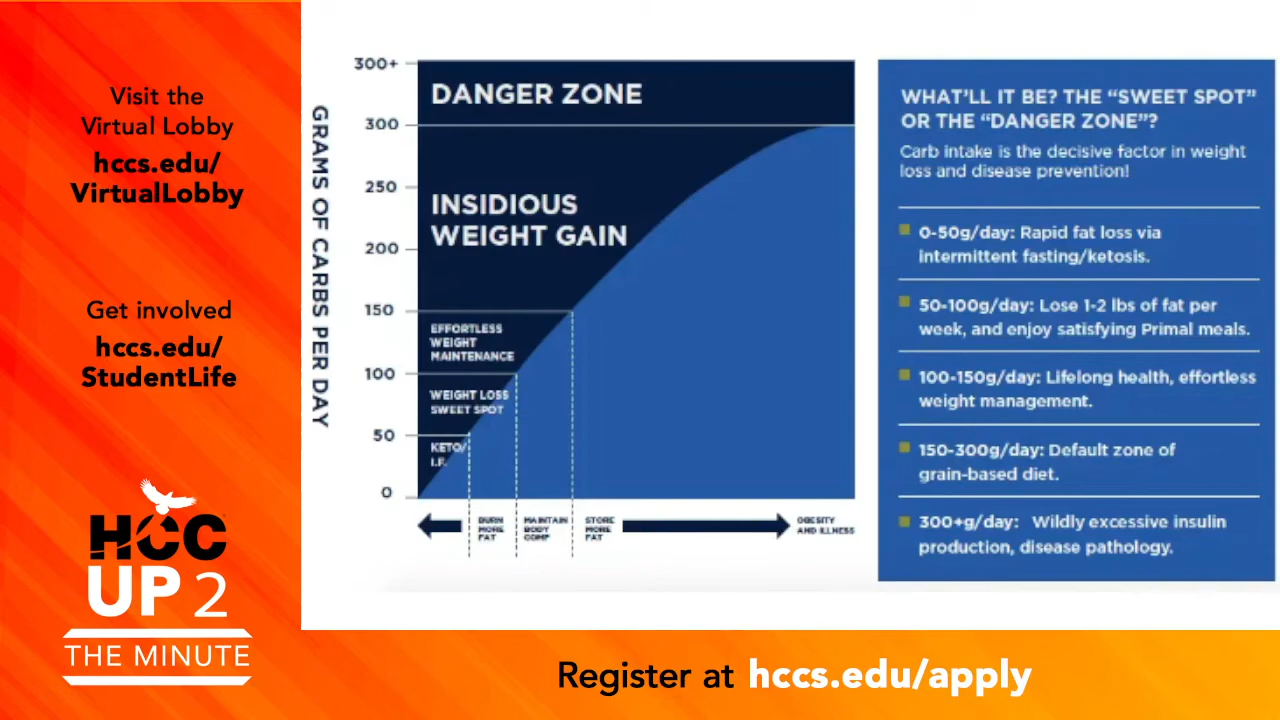 Visit the
Virtual Lobby
hccs.edu/
VirtualLobby
Get involved
hccs.edu/
StudentLife
HCC
UP 2
THE MINUTE
GRAMS OF CARBS PER DAY
300+
300
250
200
150
100
50
0
DANGER ZONE
INSIDIOUS
WEIGHT GAIN
EFFORTLESS
WEIGHT
MAINTENANCE
WEIGHT LOSS
SWEET SPOT
KETO/
I.F.
BURN
MORE
FAT
MAINTAIN
BODY
COMP
STORE
MORE
FAT
OBESITY
AND ILLNESS
WHAT'LL IT BE? THE “SWEET SPOT”
OR THE “DANGER ZONE”?
Carb intake is the decisive factor in weight
loss and disease prevention!
0-50g/day: Rapid fat loss via
intermittent fasting/ketosis.
50-100g/day: Lose 1-2 lbs of fat per
week, and enjoy satisfying Primal meals.
100-150g/day: Lifelong health, effortless
weight management.
150-300g/day: Default zone of
grain-based diet.
300+g/day: Wildly excessive insulin
production, disease pathology.
Register at hccs.edu/apply